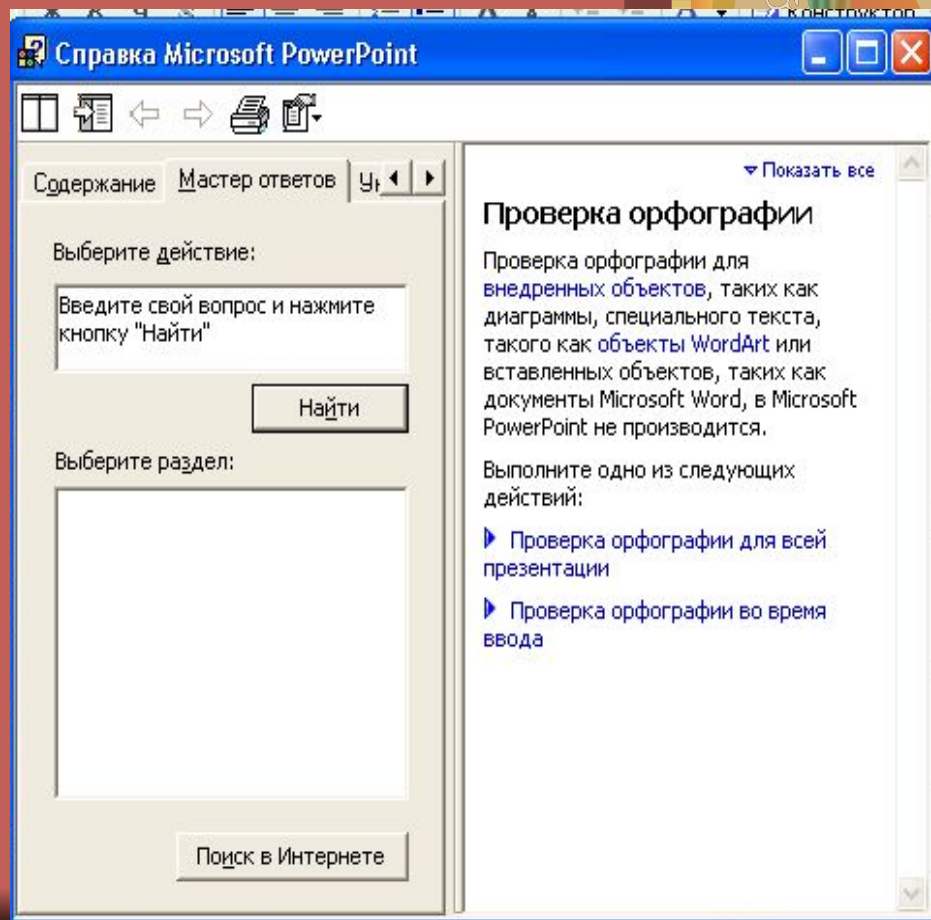 Конструктор
Справка Microsoft PowerPoint
Содержание
Мастер ответов
Выберите действие:
Введите свой вопрос и нажмите
кнопку "Найти"
Найти
Выберите раздел:
Поиск в Интернете
Показать все
Проверка орфографии
Проверка орфографии для
внедренных объектов, таких как
диаграммы, специального текста,
такого как объекты WordArt или
вставленных объектов, таких как
документы Microsoft Word, в Microsoft
PowerPoint не производится.
Выполните одно из следующих
действий:
Проверка орфографии для всей
презентации
Проверка орфографии во время
ввода